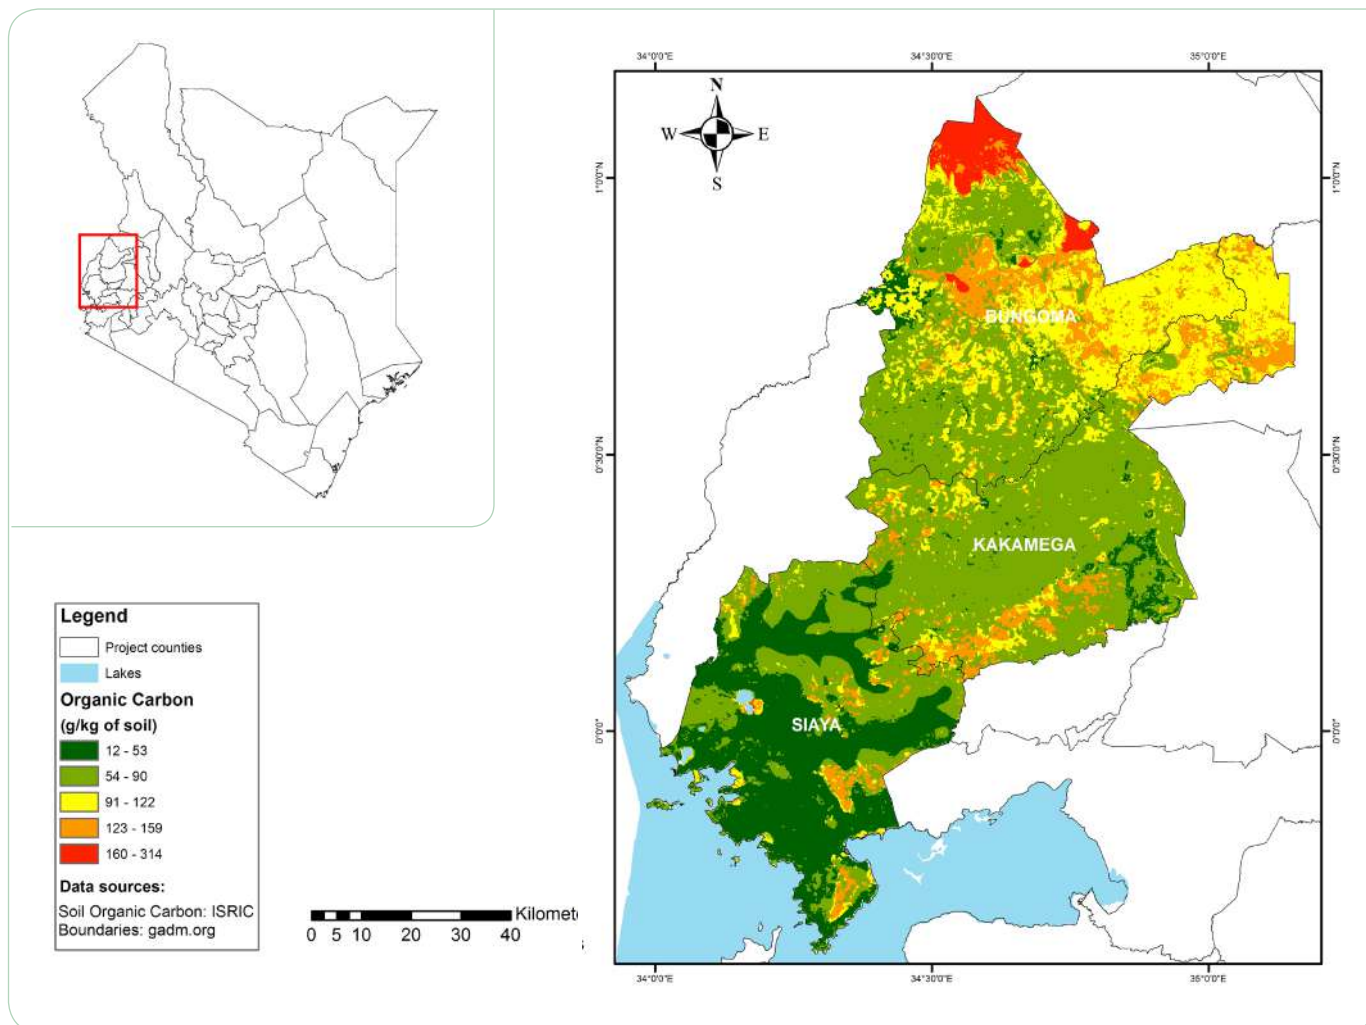 34°0'0"E 34°30'0"E 35°0'0"E
N
W E
S
1°0'0"N 1°0'0"N
BUNGOMA
0°30'0"N 0°30'0"N
KAKAMEGA
SIAYA
0°0'0" 0°0'0"
34°0'0"E 34°30'0"E 35°0'0"E
Legend
Project counties
Lakes
Organic Carbon
(g/kg of soil)
12 - 53
54 - 90
91 - 122
123 - 159
160 - 314
Data sources:
Soil Organic Carbon: ISRIC
Boundaries: gadm.org
Kilomete
0 5 10 20 30 40